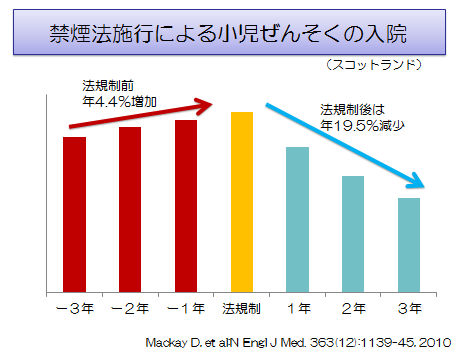 禁煙法施行による小児ぜんそくの入院
（スコットランド）
法規制前
年4.4%増加
法規制後は
年19.5%減少
－３年
－２年
－１年
法規制
１年
２年
３年
Mackay D. et al:N Engl J Med. 363(12):1139-45. 2010